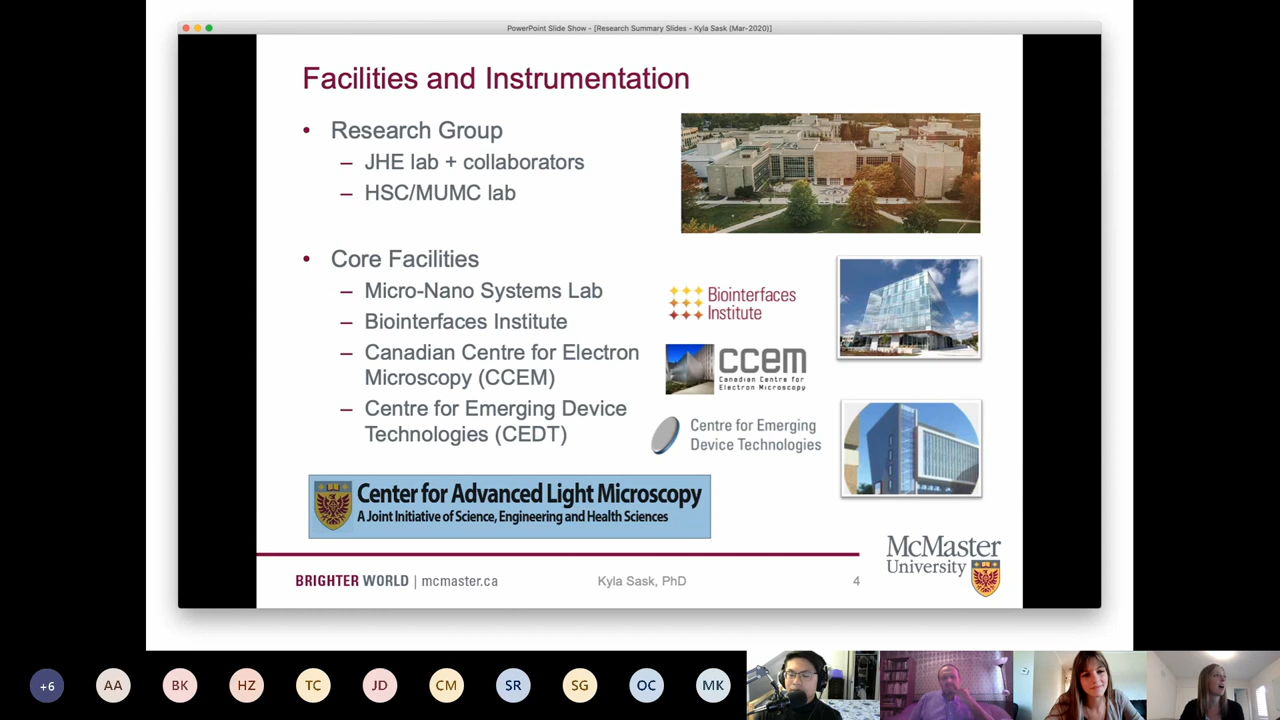 PowerPoint Slide Show - [Research Summary Slides - Kyla Sask (Mar-2020)]
Facilities and Instrumentation
• Research Group
– JHE lab + collaborators
– HSC/MUMC lab
• Core Facilities
– Micro-Nano Systems Lab
– Biointerfaces Institute
– Canadian Centre for Electron
Microscopy (CCEM)
– Centre for Emerging Device
Technologies (CEDT)
Biointerfaces
Institute
ccem
Canadian Centre for
Electron Microscopy
Centre for Emerging
Device Technologies
Center for Advanced Light Microscopy
A Joint Initiative of Science, Engineering and Health Sciences
BRIGHTER WORLD | mcmaster.ca
Kyla Sask, PhD
4
McMaster
University
+6
AA
BK
HZ
TC
JD
CM
SR
SG
OC
MK